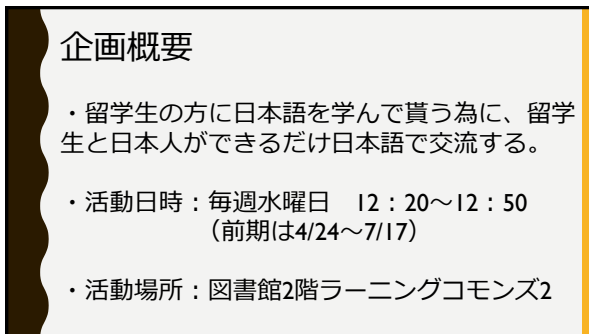 企画概要
・留学生の方に日本語を学んで貰う為に、留学
生と日本人ができるだけ日本語で交流する。
・活動日時：毎週水曜日　12：20～12：50
（前期は4/24～7/17）
・活動場所：図書館2階ラーニングコモンズ2